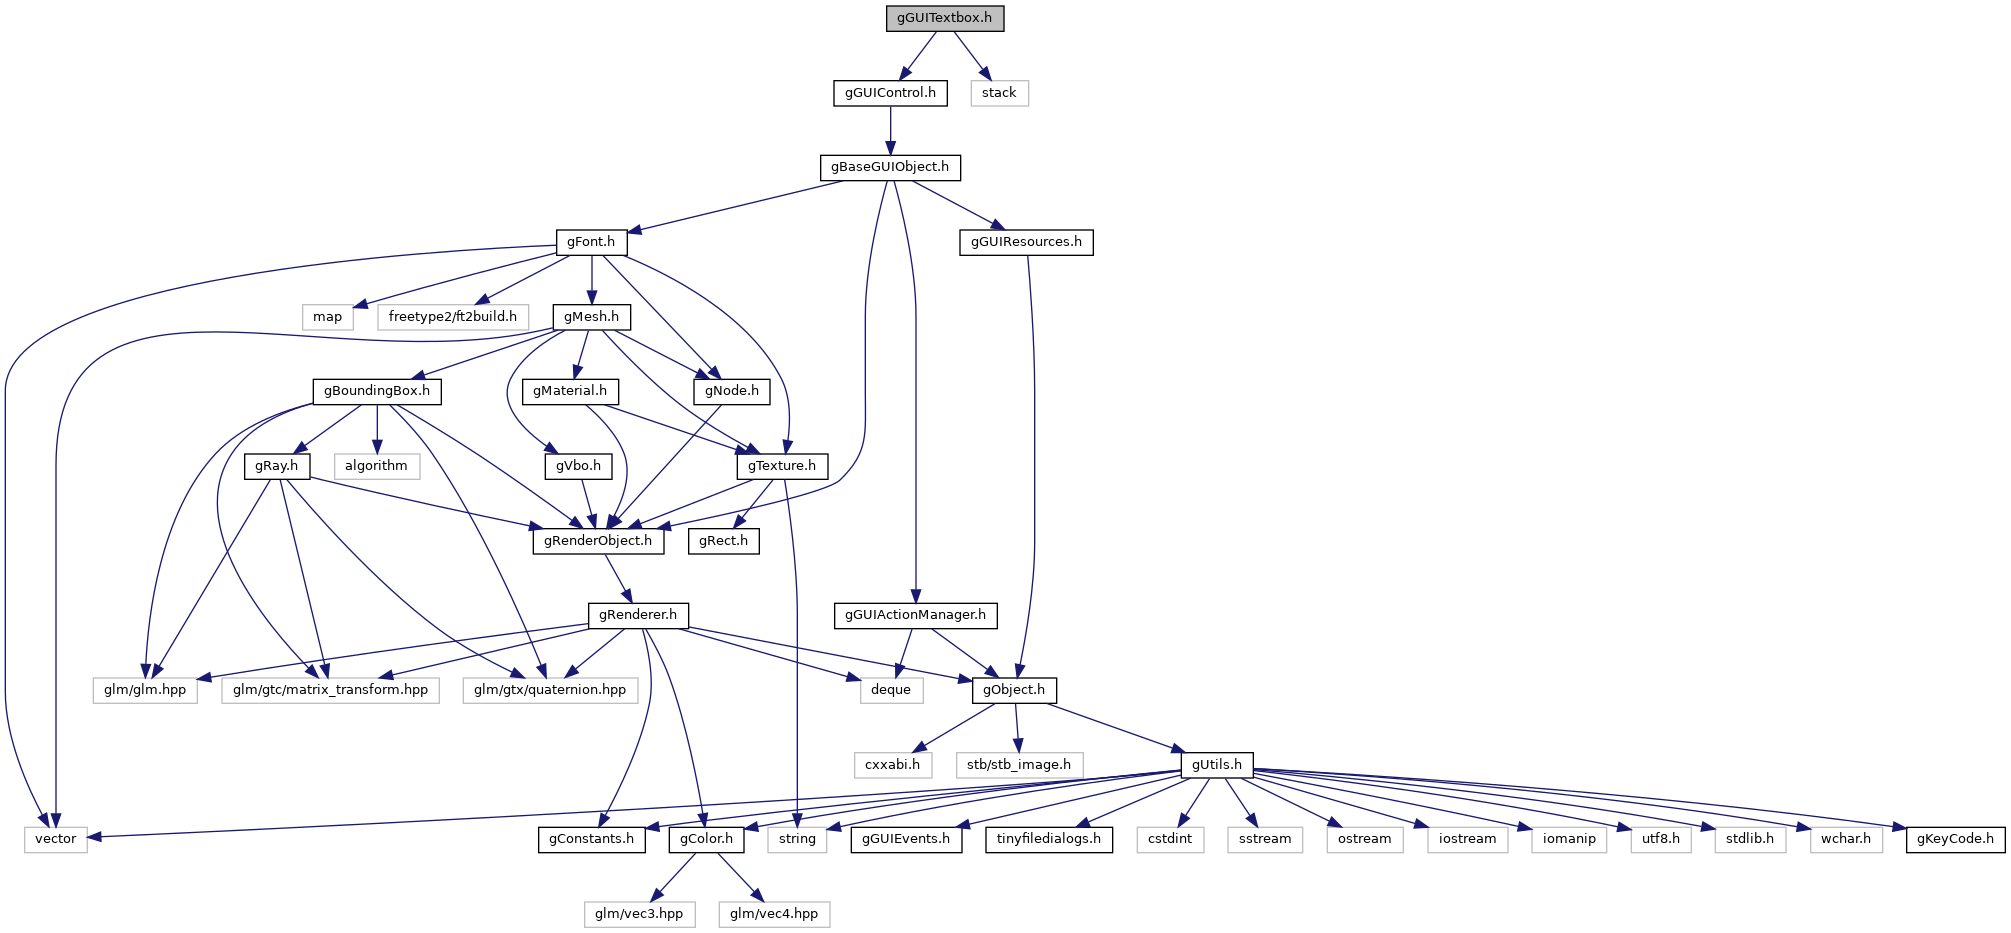 gGUITextbox.h
gGUIControl.h
stack
gBaseGUIObject.h
gFont.h
gGUIResources.h
map
freetype2/ft2build.h
gMesh.h
gBoundingBox.h
gMaterial.h
gNode.h
gRay.h
algorithm
gVbo.h
gTexture.h
gRenderObject.h
gRect.h
gRenderer.h
gGUIActionManager.h
glm/glm.hpp
glm/gtc/matrix_transform.hpp
glm/gtx/quaternion.hpp
deque
gObject.h
cxxabi.h
stb/stb_image.h
gUtils.h
vector
gConstants.h
gColor.h
string
gGUIEvents.h
tinyfiledialogs.h
cstdint
sstream
ostream
iostream
iomanip
utf8.h
stdlib.h
wchar.h
gKeyCode.h
glm/vec3.hpp
glm/vec4.hpp